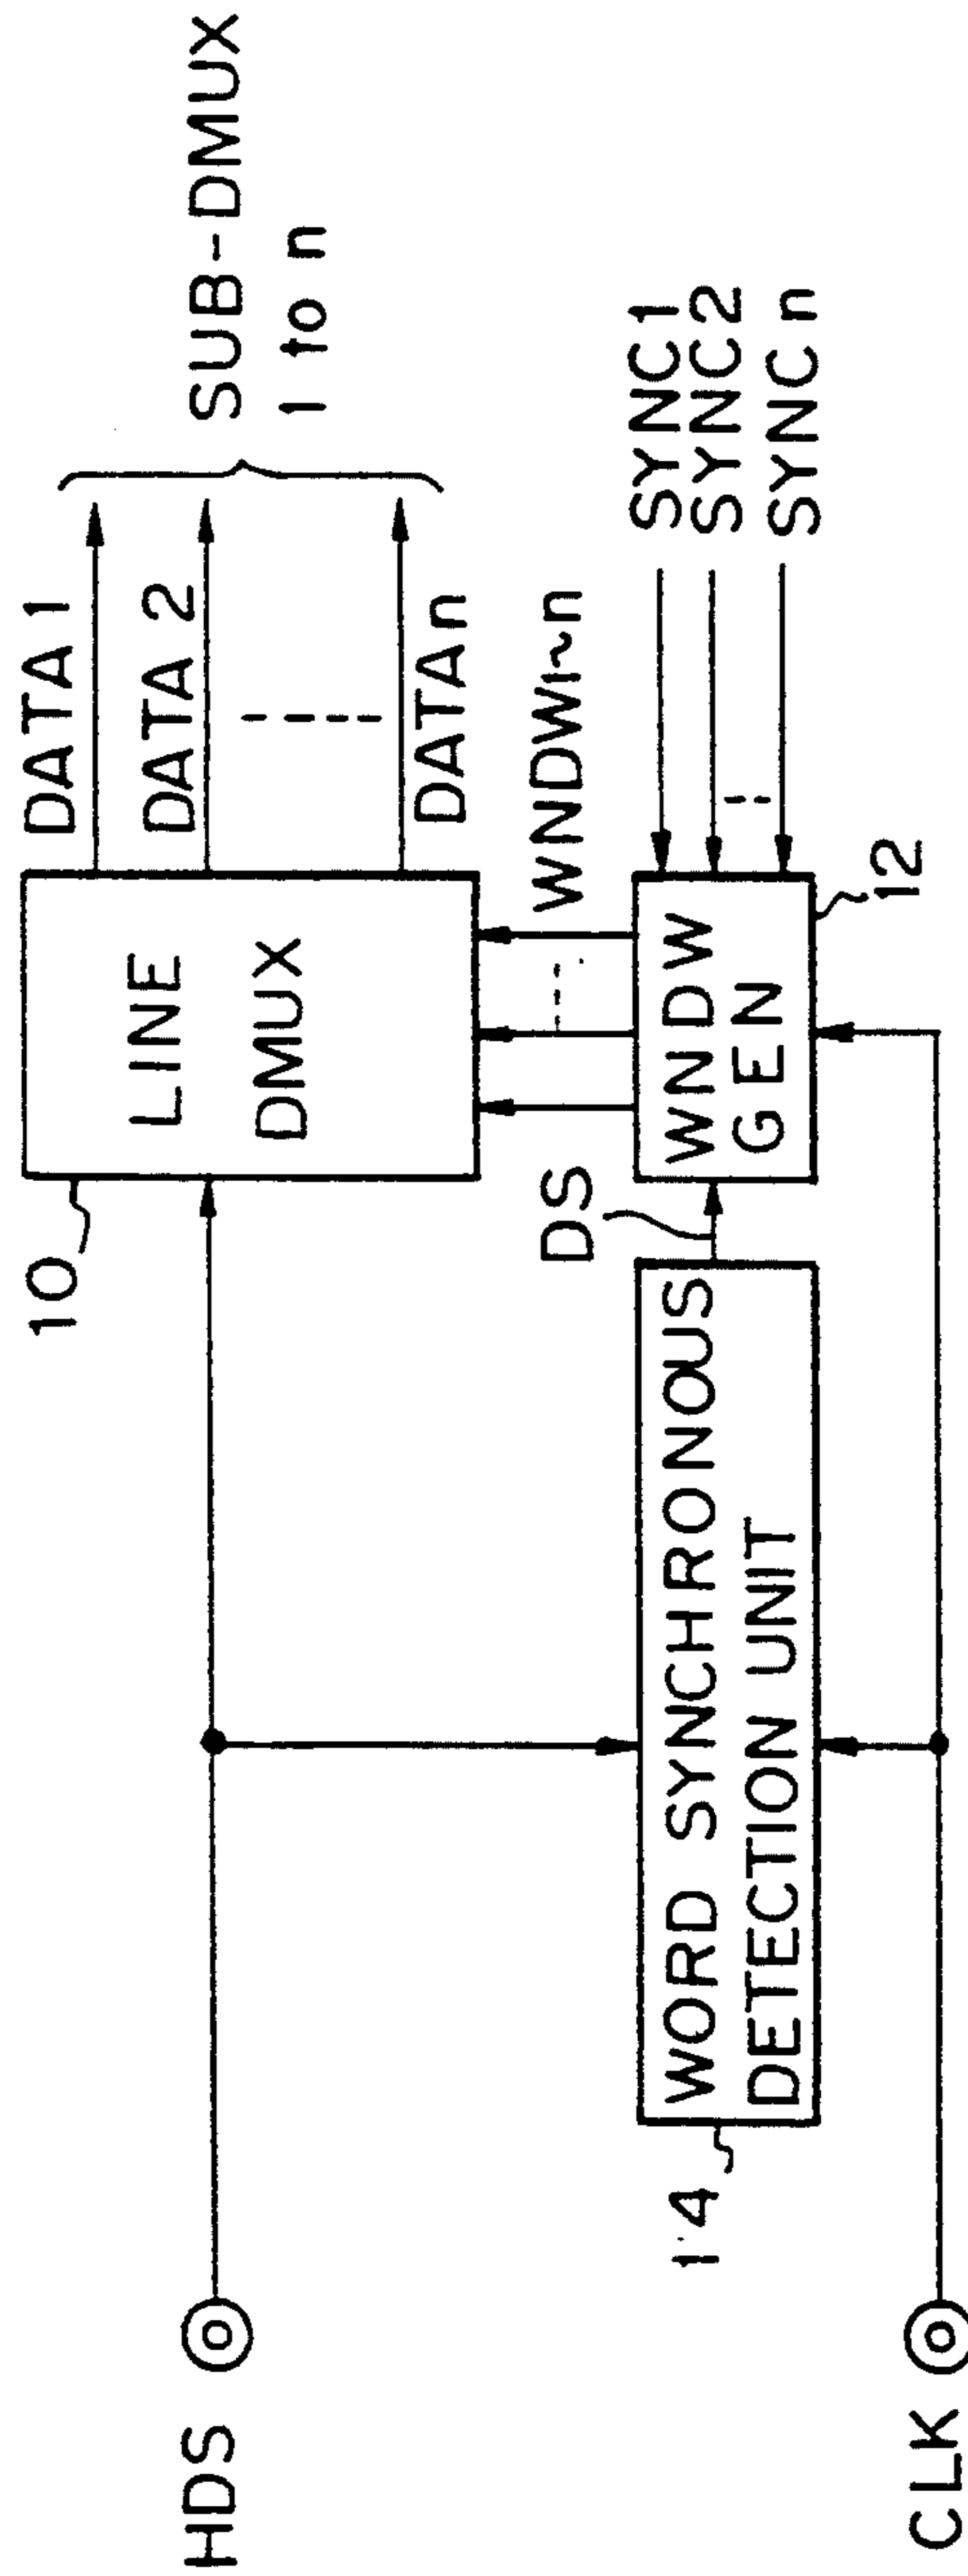 HDS
10
LINE
DMUX
DATA 1
DATA 2
DATA n
SUB-DMUX
1 to n
WNDW1~n
DS
14
WORD SYNCHRONOUS
DETECTION UNIT
WNDW
GEN
12
SYNC1
SYNC2
SYNC n
CLK